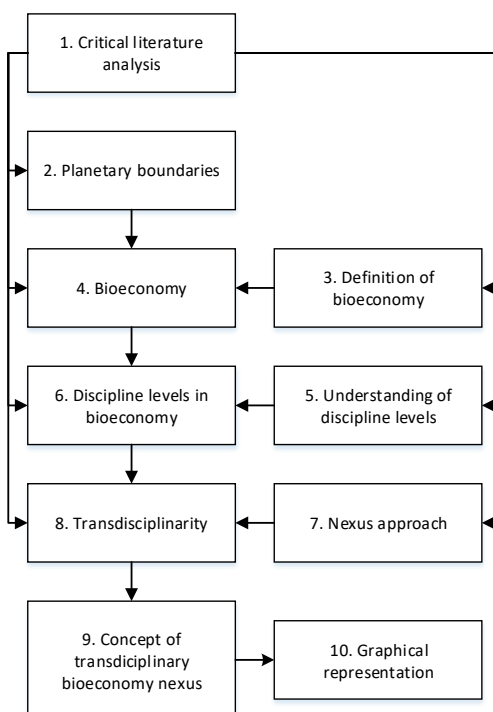 1. Critical literature
analysis
2. Planetary boundaries
4. Bioeconomy
3. Definition of
bioeconomy
6. Discipline levels in
bioeconomy
5. Understanding of
discipline levels
8. Transdisciplinarity
7. Nexus approach
9. Concept of
transdiciplinary
bioeconomy nexus
10. Graphical
representation